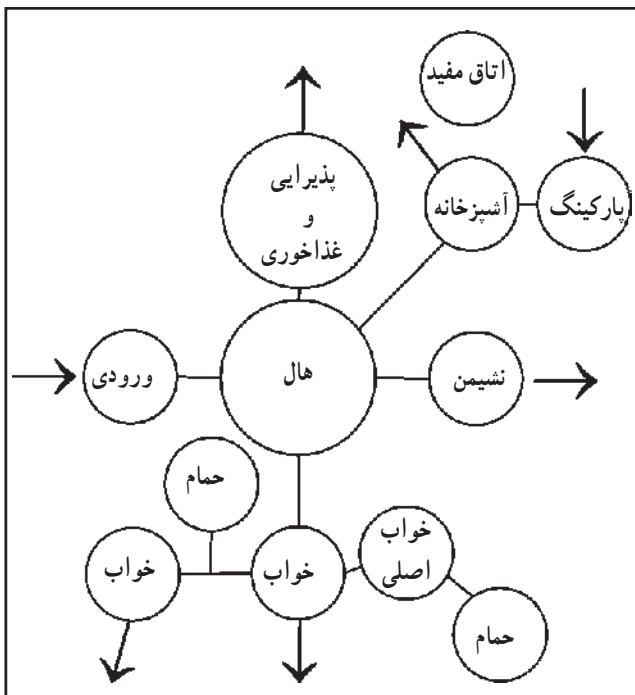 اتاق مفید
پذیرایی
و
غذاخوری
آشپزخانه
پارکینگ
هال
ورودی
نشیمن
حمام
خواب
اصلی
خواب
خواب
حمام